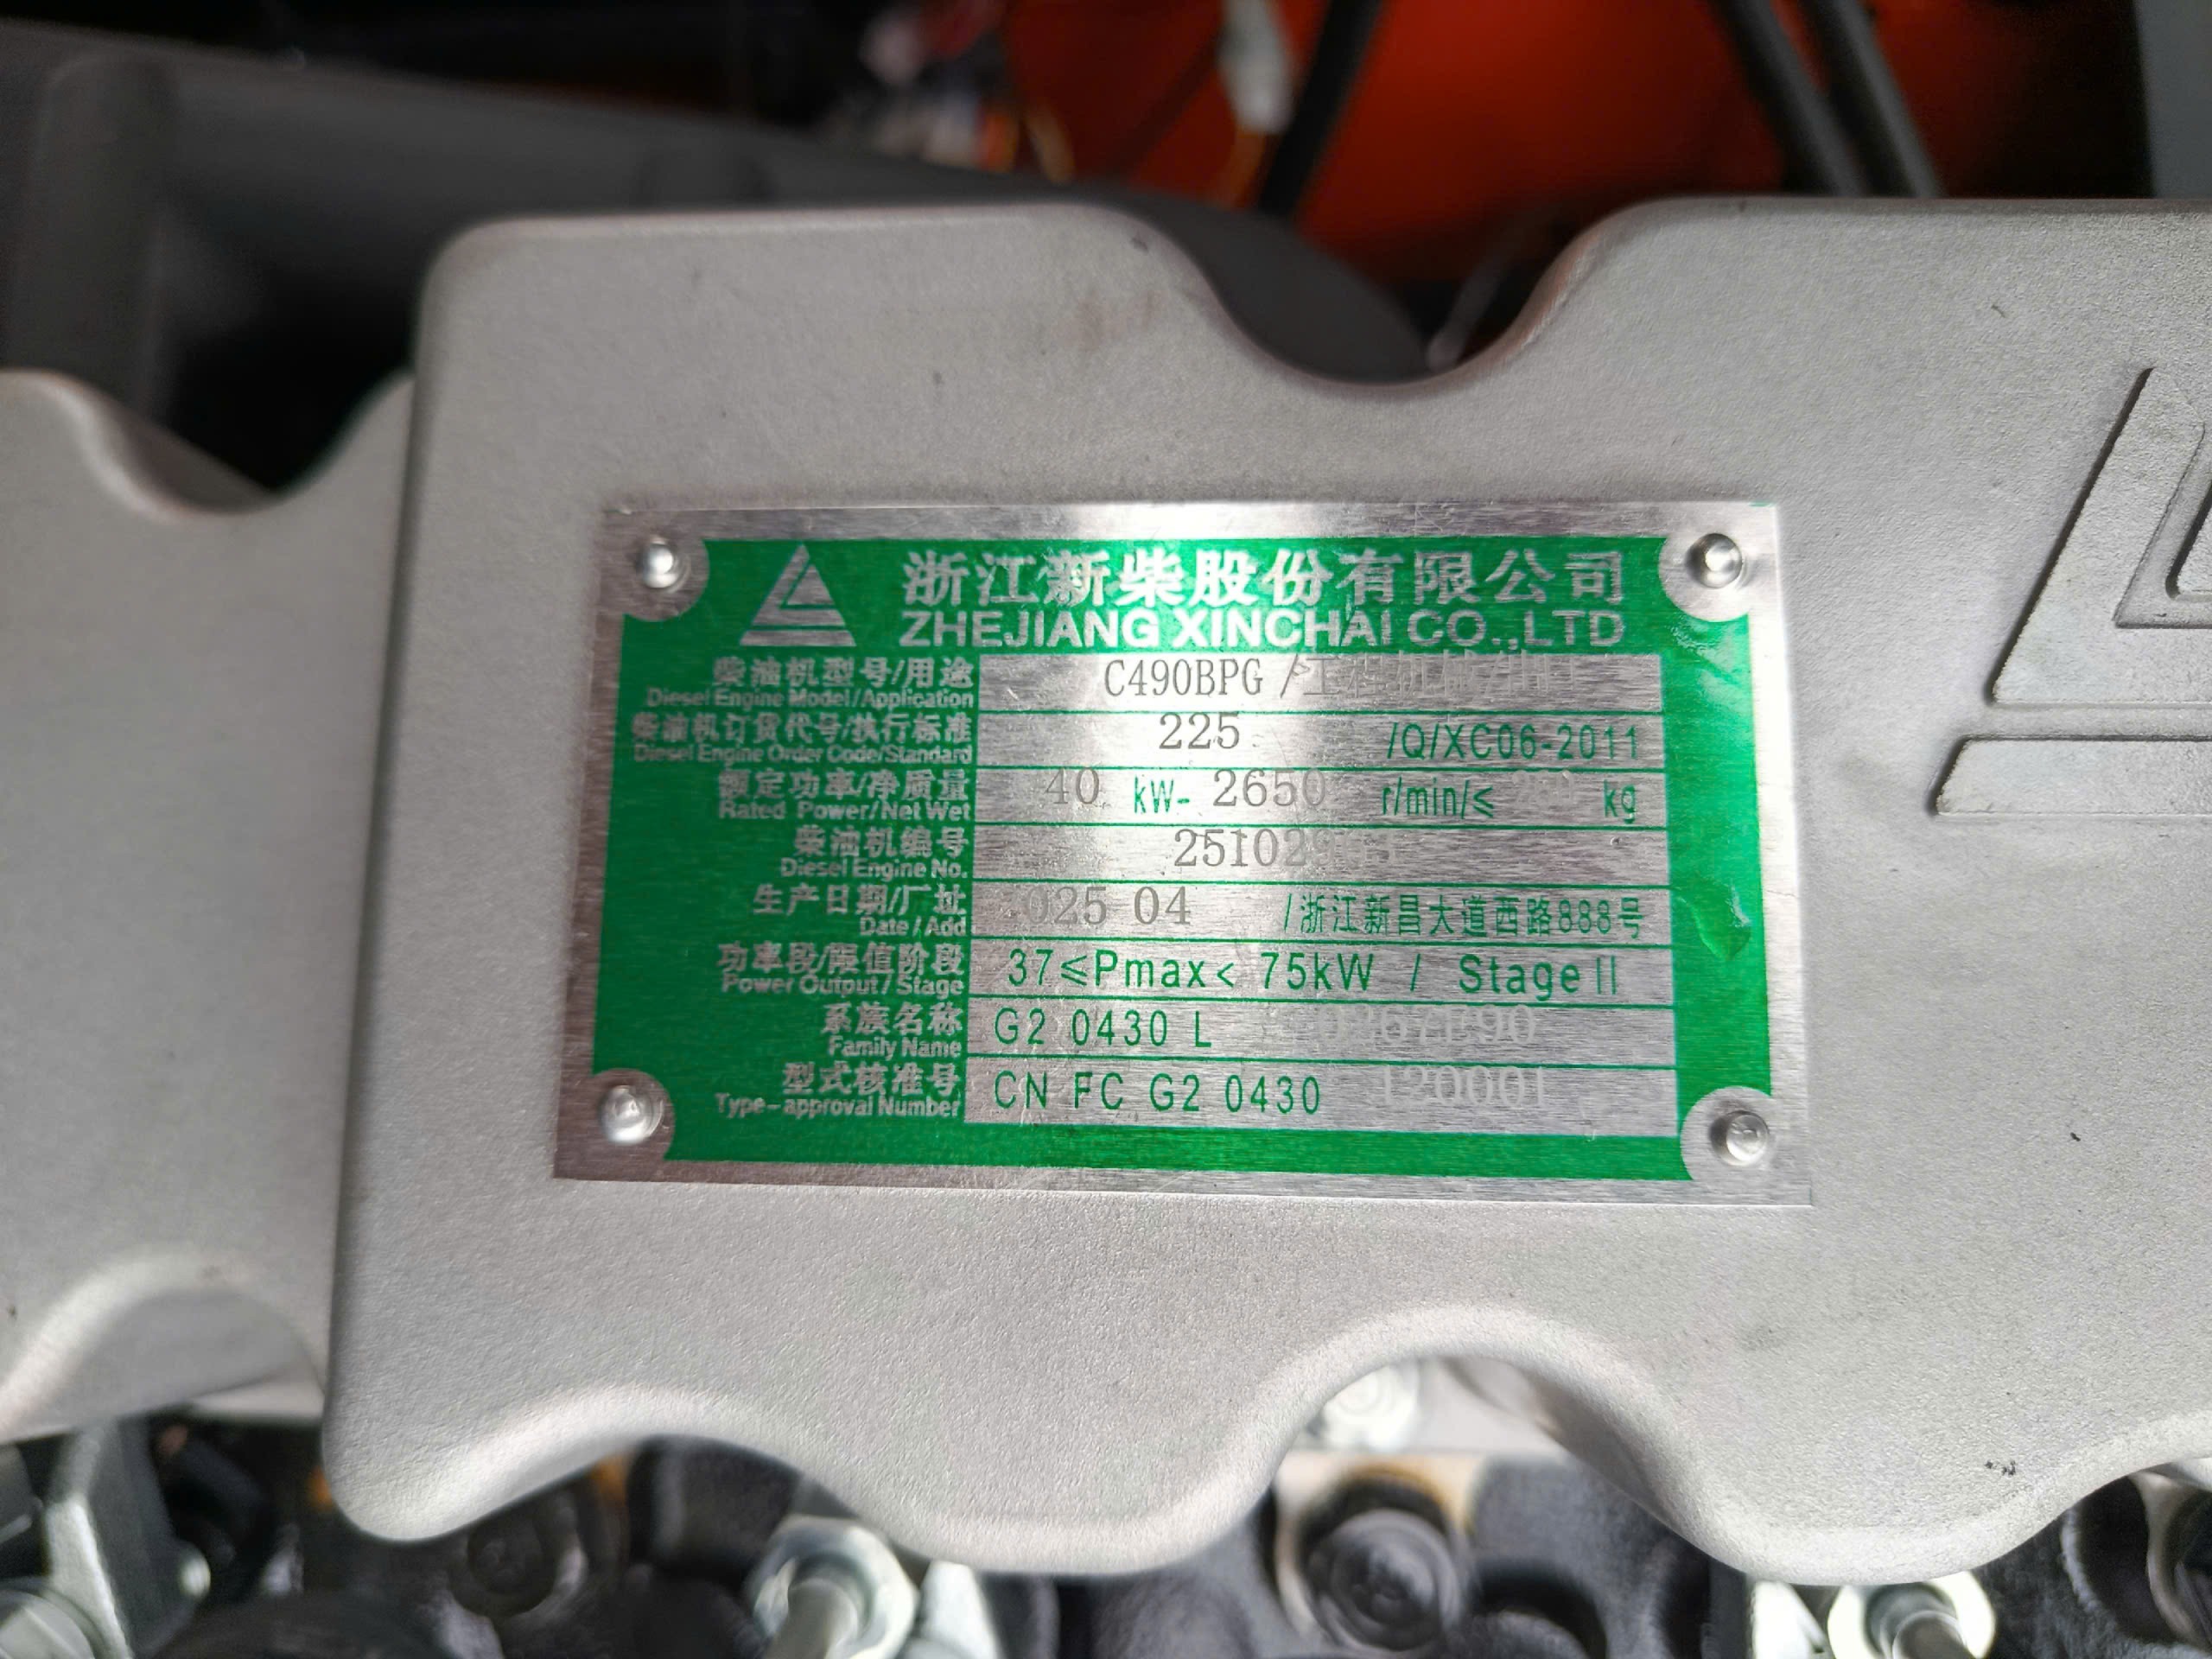 浙江新柴股份有限公司
ZHEJIANG XINCHAI CO.,LTD
柴油机型号/用途 C490BPG /工程机械用
Diesel Engine Model/Application
柴油机订货代号/执行标准 225 /Q/XC06-2011
Diesel Engine Order Code/Standard
额定功率/净质量 40 kW- 2650 r/min/≤ kg
Rated Power/Net Wet
柴油机编号
Diesel Engine No.
生产日期/厂址 025 04 /浙江新昌大道西路888号
Date/Add
功率段/限值阶段 37≤Pmax< 75kW / Stage II
Power Output/Stage
系族名称 G2 0430 L
Family Name
型式核准号 CN FC G2 0430 120001
Type-approval Number